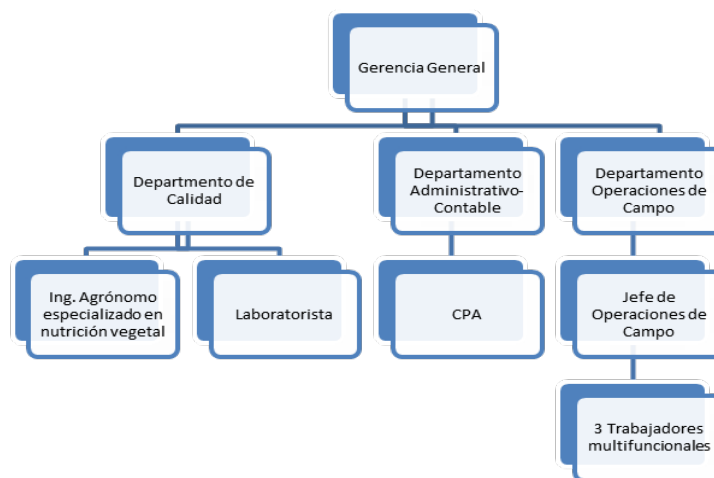 Gerencia General
Departmento de
Calidad
Departamento
Administrativo-
Contable
Departamento
Operaciones de
Campo
Ing. Agrónomo
especializado en
nutrición vegetal
Laboratorista
CPA
Jefe de
Operaciones de
Campo
3 Trabajadores
multifuncionales